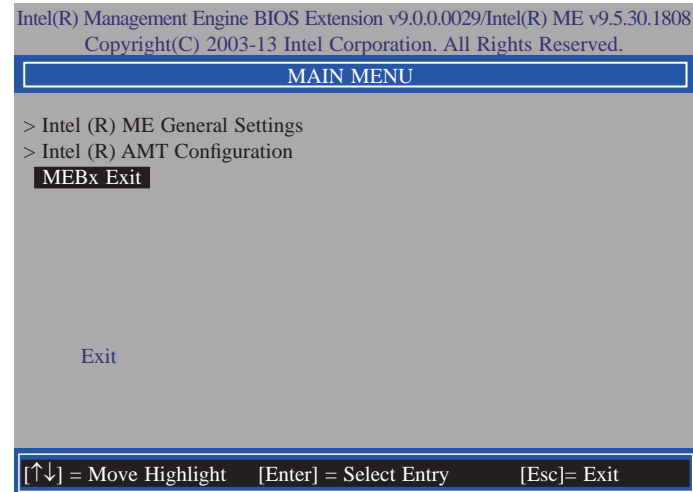 Intel(R) Management Engine BIOS Extension v9.0.0.0029/Intel(R) ME v9.5.30.1808
Copyright(C) 2003-13 Intel Corporation. All Rights Reserved.
MAIN MENU
> Intel (R) ME General Settings
> Intel (R) AMT Configuration
MEBx Exit
Exit
[↑↓] = Move Highlight [Enter] = Select Entry [Esc]= Exit